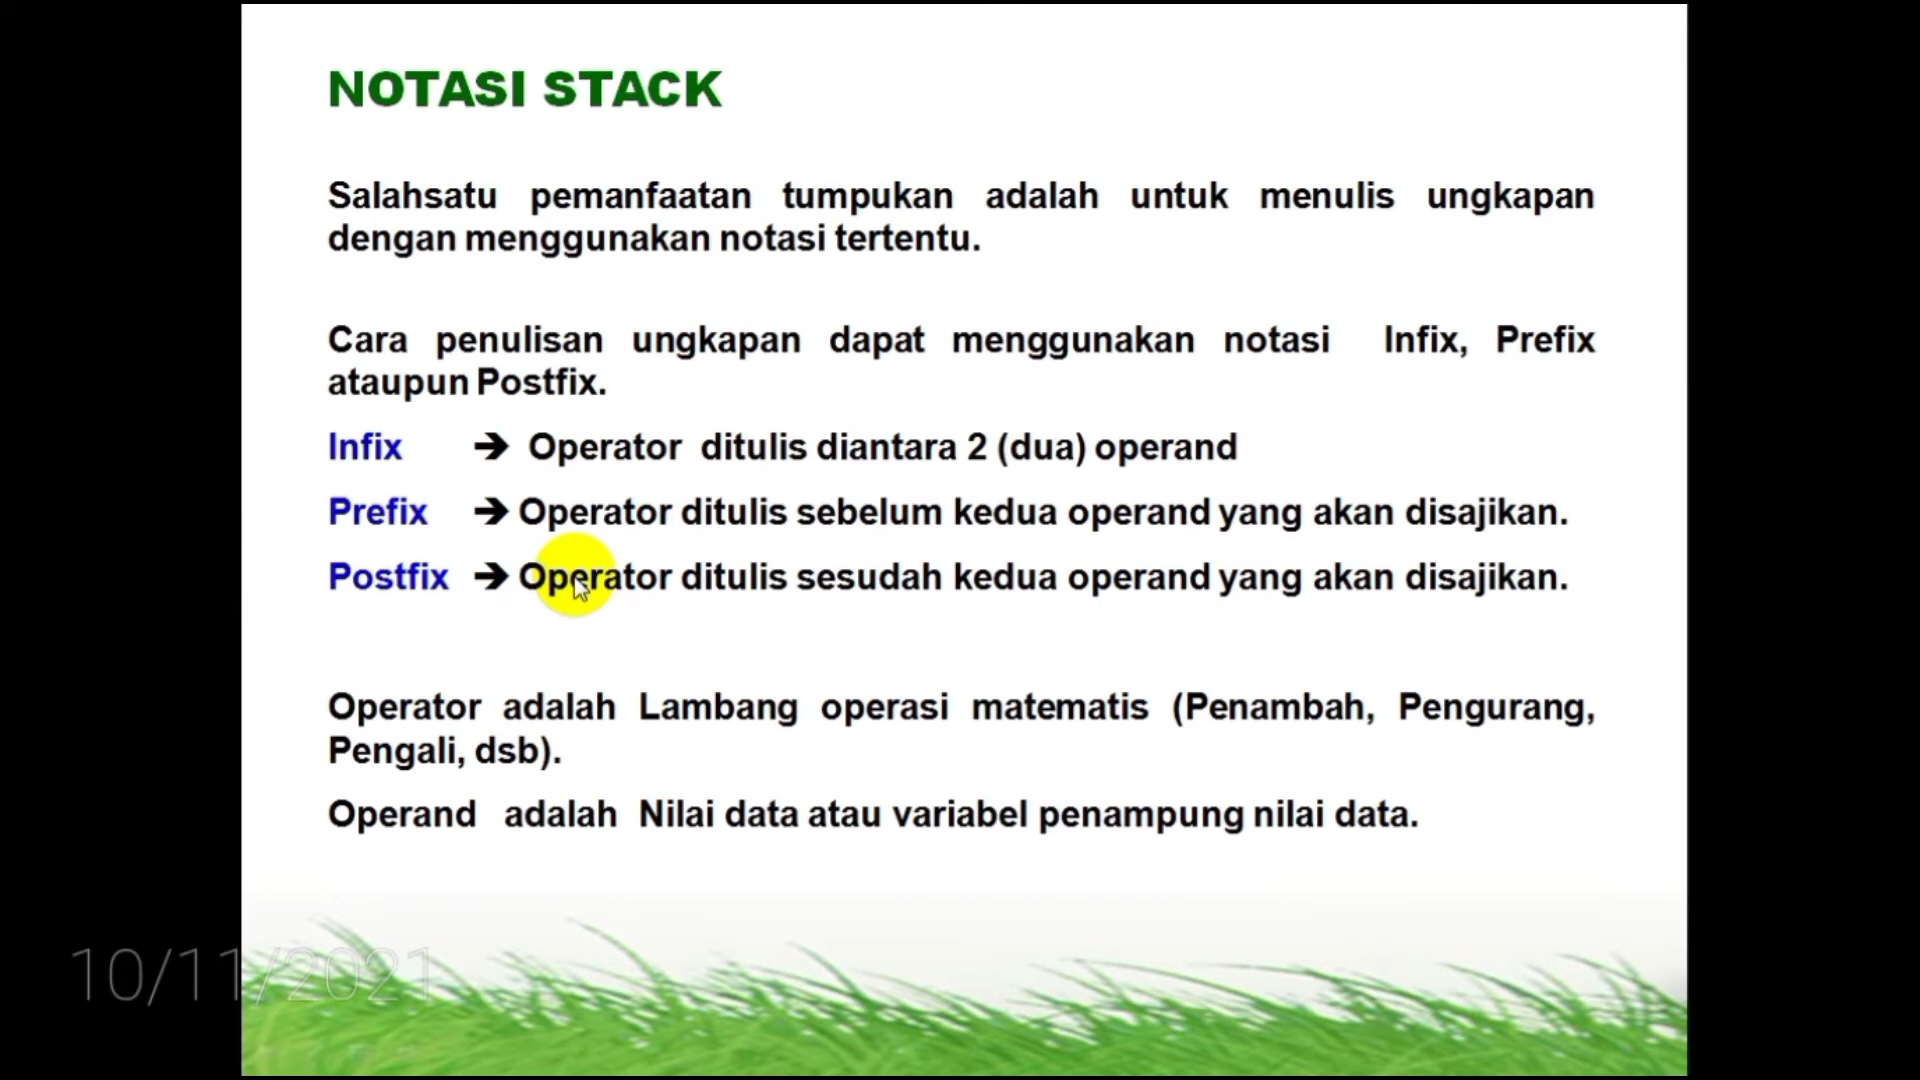 NOTASI STACK
Salahsatu pemanfaatan tumpukan adalah untuk menulis ungkapan
dengan menggunakan notasi tertentu.
Cara penulisan ungkapan dapat menggunakan notasi Infix, Prefix
ataupun Postfix.
Infix ➔ Operator ditulis diantara 2 (dua) operand
Prefix ➔ Operator ditulis sebelum kedua operand yang akan disajikan.
Postfix ➔ Operator ditulis sesudah kedua operand yang akan disajikan.
Operator adalah Lambang operasi matematis (Penambah, Pengurang,
Pengali, dsb).
Operand adalah Nilai data atau variabel penampung nilai data.
10/11/2021